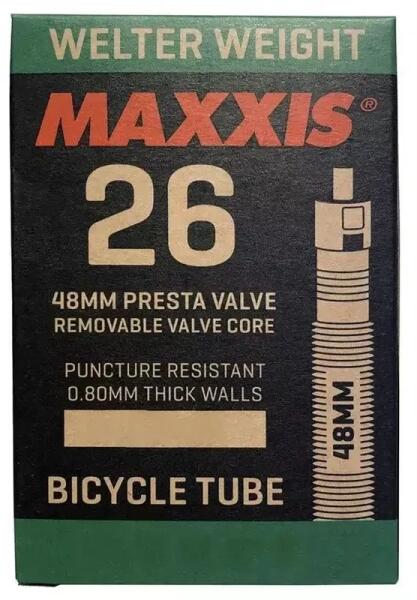 WELTER WEIGHT
MAXXIS®
26
48MM PRESTA VALVE
REMOVABLE VALVE CORE
PUNCTURE RESISTANT
0.80MM THICK WALLS
48MM
BICYCLE TUBE